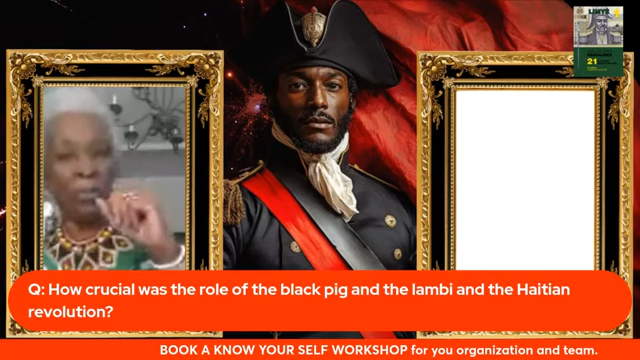 LIMYÈ
21
Q: How crucial was the role of the black pig and the lambi and the Haitian
revolution?
BOOK A KNOW YOUR SELF WORKSHOP for you organization and team.